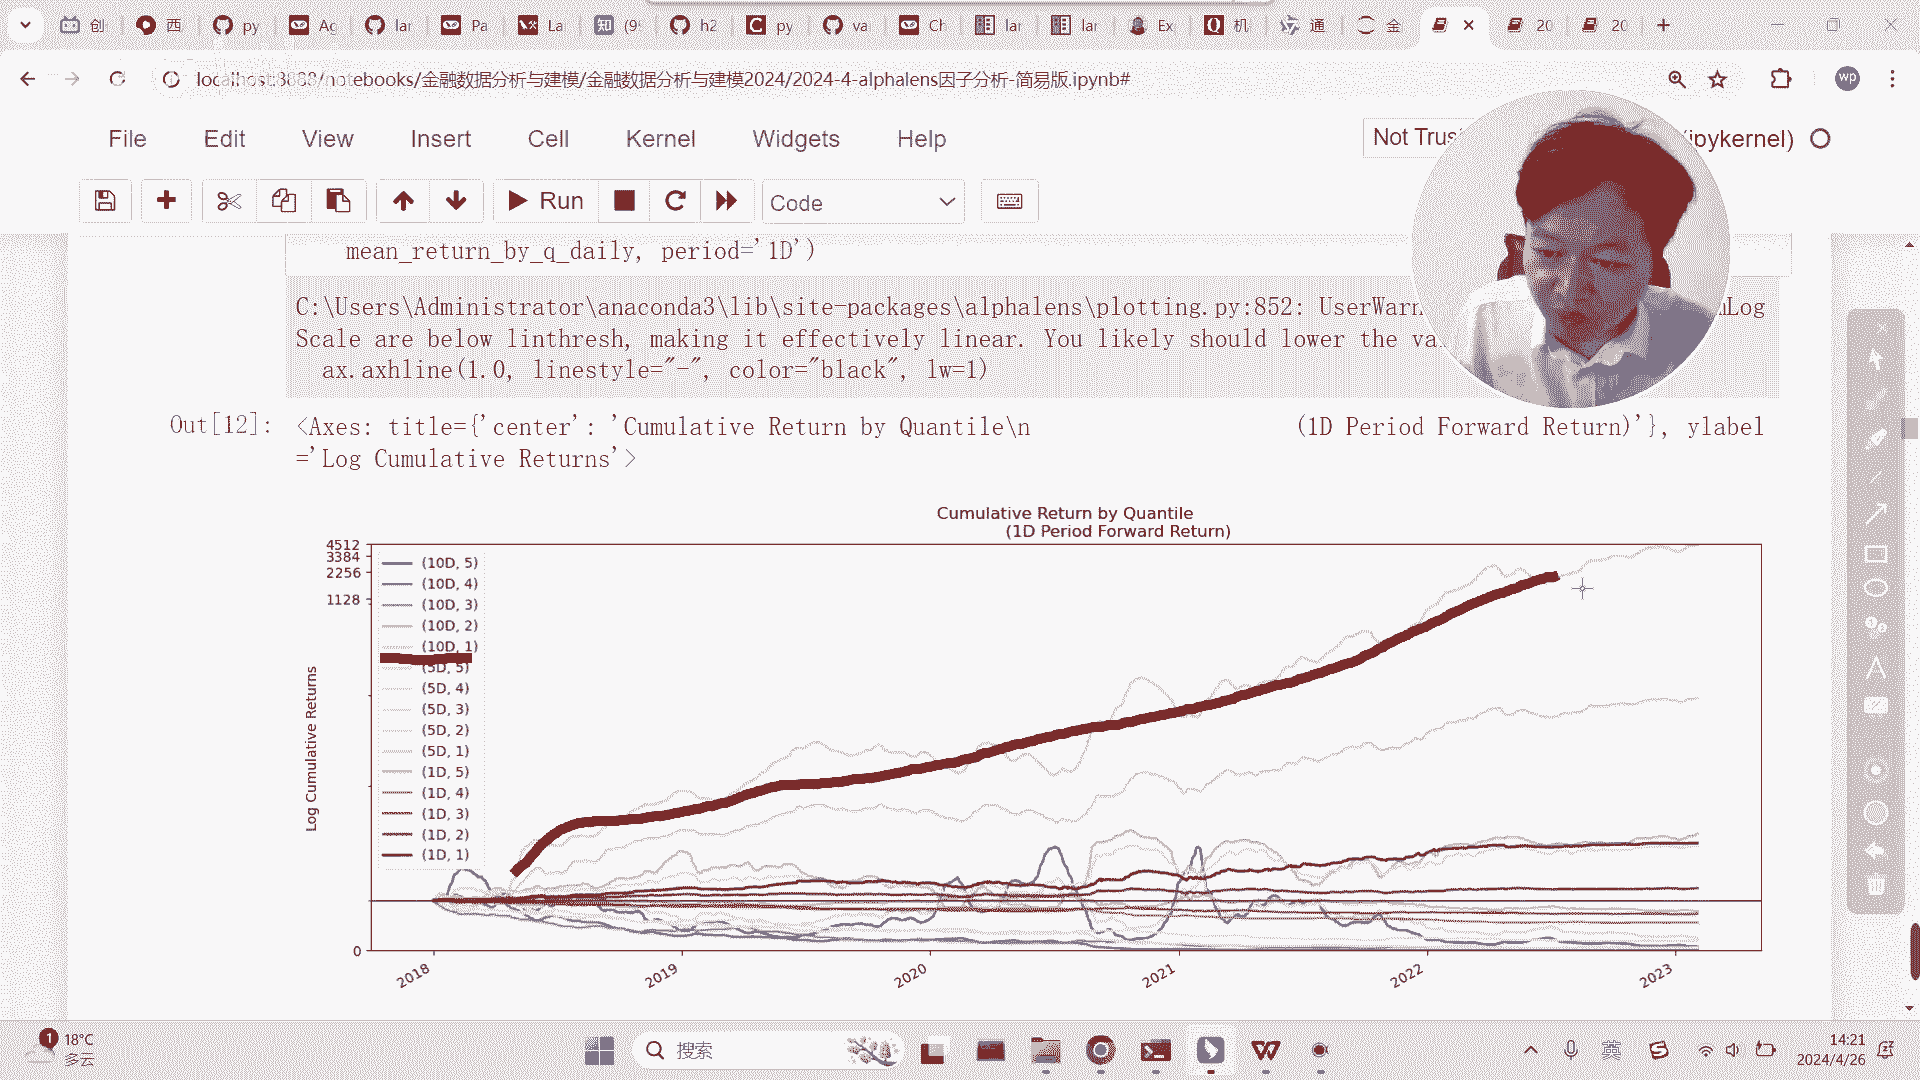 创 西 py Ag lar Pa La (9 h2 py va Ch lar lar Ex 机 通 金 20 20
localhost:8888/notebooks/金融数据分析与建模/金融数据分析与建模2024/2024-4-alphalens因子分析-简易版.ipynb#
wp
File Edit View Insert Cell Kernel Widgets Help
Not Trus
(ipykernel)
Run
Code
mean_return_by_q_daily, period='1D')
C:\Users\Administrator\anaconda3\lib\site-packages\alphalens\plotting.py:852: UserWarn
Log
Scale are below linthresh, making it effectively linear. You likely should lower the va
ax.axhline(1.0, linestyle="-", color="black", lw=1)
Out[12]:
<Axes: title={'center': 'Cumulative Return by Quantile\n (1D Period Forward Return)'}, ylabel
='Log Cumulative Returns'>
Cumulative Return by Quantile
(1D Period Forward Return)
4512
3384
2256
1128
0
Log Cumulative Returns
(10D, 5)
(10D, 4)
(10D, 3)
(10D, 2)
(10D, 1)
(5D, 5)
(5D, 4)
(5D, 3)
(5D, 2)
(5D, 1)
(1D, 5)
(1D, 4)
(1D, 3)
(1D, 2)
(1D, 1)
2018 2019 2020 2021 2022 2023
1
18°C
多云
搜索
英
14:21
2024/4/26